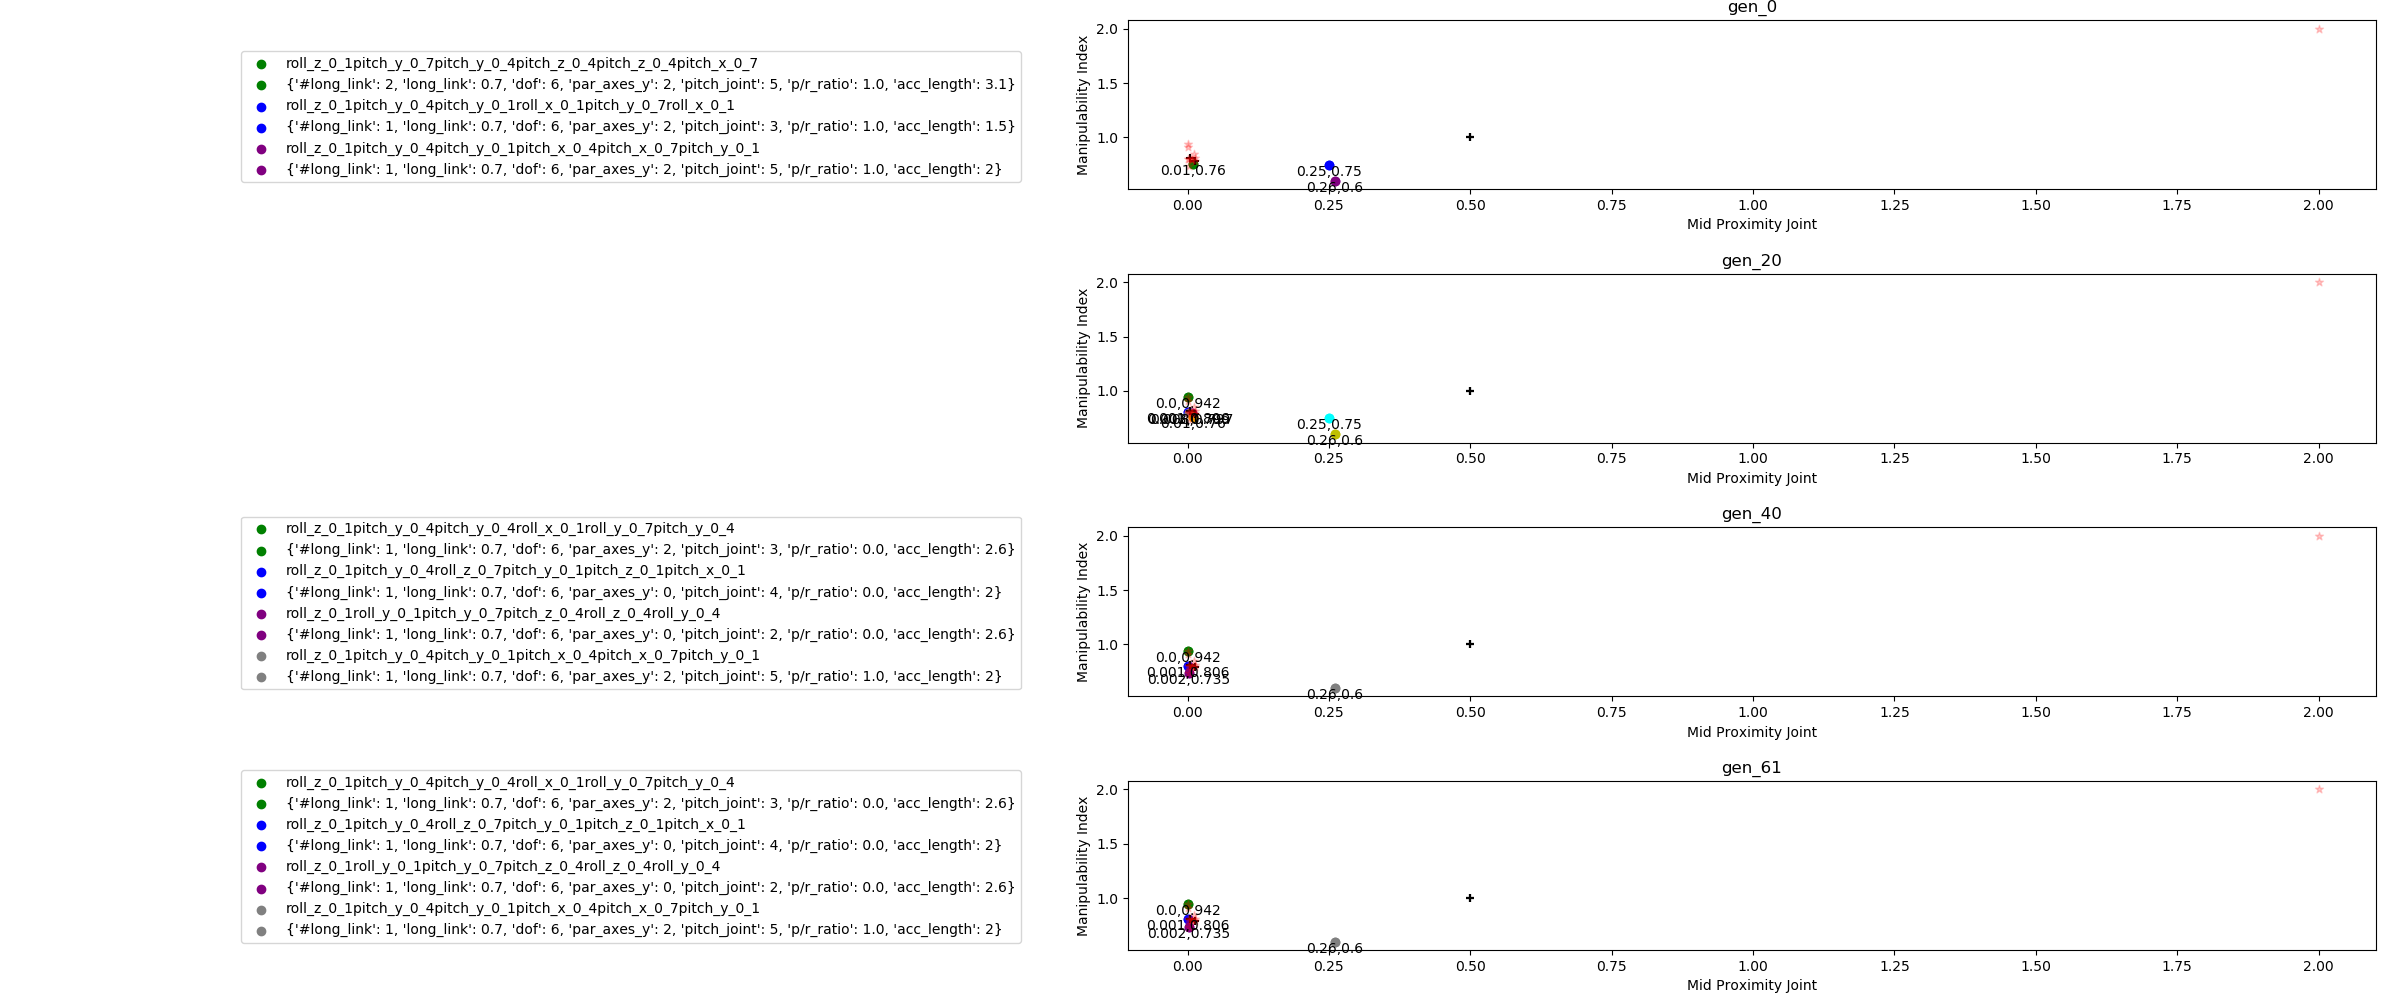 gen_0
roll_z_0_1pitch_y_0_7pitch_y_0_4pitch_z_0_4pitch_z_0_4pitch_x_0_7
{'#long_link': 2, 'long_link': 0.7, 'dof': 6, 'par_axes_y': 2, 'pitch_joint': 5, 'p/r_ratio': 1.0, 'acc_length': 3.1}
roll_z_0_1pitch_y_0_4pitch_y_0_1roll_x_0_1pitch_y_0_7roll_x_0_1
{'#long_link': 1, 'long_link': 0.7, 'dof': 6, 'par_axes_y': 2, 'pitch_joint': 3, 'p/r_ratio': 1.0, 'acc_length': 1.5}
roll_z_0_1pitch_y_0_4pitch_y_0_1pitch_x_0_4pitch_x_0_7pitch_y_0_1
{'#long_link': 1, 'long_link': 0.7, 'dof': 6, 'par_axes_y': 2, 'pitch_joint': 5, 'p/r_ratio': 1.0, 'acc_length': 2}
Manipulability Index
2.0
1.5
1.0
0.01,0.76
0.25,0.75
0.26,0.6
0.00 0.25 0.50 0.75 1.00 1.25 1.50 1.75 2.00
Mid Proximity Joint
gen_20
Manipulability Index
2.0
1.5
1.0
0.0,0.942
0.01,0.76
0.25,0.75
0.26,0.6
0.00 0.25 0.50 0.75 1.00 1.25 1.50 1.75 2.00
Mid Proximity Joint
gen_40
roll_z_0_1pitch_y_0_4pitch_y_0_4roll_x_0_1roll_y_0_7pitch_y_0_4
{'#long_link': 1, 'long_link': 0.7, 'dof': 6, 'par_axes_y': 2, 'pitch_joint': 3, 'p/r_ratio': 0.0, 'acc_length': 2.6}
roll_z_0_1pitch_y_0_4roll_z_0_7pitch_y_0_1pitch_z_0_1pitch_x_0_1
{'#long_link': 1, 'long_link': 0.7, 'dof': 6, 'par_axes_y': 0, 'pitch_joint': 4, 'p/r_ratio': 0.0, 'acc_length': 2}
roll_z_0_1roll_y_0_1pitch_y_0_7pitch_z_0_4roll_z_0_4roll_y_0_4
{'#long_link': 1, 'long_link': 0.7, 'dof': 6, 'par_axes_y': 0, 'pitch_joint': 2, 'p/r_ratio': 0.0, 'acc_length': 2.6}
roll_z_0_1pitch_y_0_4pitch_y_0_1pitch_x_0_4pitch_x_0_7pitch_y_0_1
{'#long_link': 1, 'long_link': 0.7, 'dof': 6, 'par_axes_y': 2, 'pitch_joint': 5, 'p/r_ratio': 1.0, 'acc_length': 2}
Manipulability Index
2.0
1.5
1.0
0.0,0.942
0.001,0.806
0.002,0.735
0.26,0.6
0.00 0.25 0.50 0.75 1.00 1.25 1.50 1.75 2.00
Mid Proximity Joint
gen_61
roll_z_0_1pitch_y_0_4pitch_y_0_4roll_x_0_1roll_y_0_7pitch_y_0_4
{'#long_link': 1, 'long_link': 0.7, 'dof': 6, 'par_axes_y': 2, 'pitch_joint': 3, 'p/r_ratio': 0.0, 'acc_length': 2.6}
roll_z_0_1pitch_y_0_4roll_z_0_7pitch_y_0_1pitch_z_0_1pitch_x_0_1
{'#long_link': 1, 'long_link': 0.7, 'dof': 6, 'par_axes_y': 0, 'pitch_joint': 4, 'p/r_ratio': 0.0, 'acc_length': 2}
roll_z_0_1roll_y_0_1pitch_y_0_7pitch_z_0_4roll_z_0_4roll_y_0_4
{'#long_link': 1, 'long_link': 0.7, 'dof': 6, 'par_axes_y': 0, 'pitch_joint': 2, 'p/r_ratio': 0.0, 'acc_length': 2.6}
roll_z_0_1pitch_y_0_4pitch_y_0_1pitch_x_0_4pitch_x_0_7pitch_y_0_1
{'#long_link': 1, 'long_link': 0.7, 'dof': 6, 'par_axes_y': 2, 'pitch_joint': 5, 'p/r_ratio': 1.0, 'acc_length': 2}
Manipulability Index
2.0
1.5
1.0
0.0,0.942
0.001,0.806
0.002,0.735
0.26,0.6
0.00 0.25 0.50 0.75 1.00 1.25 1.50 1.75 2.00
Mid Proximity Joint